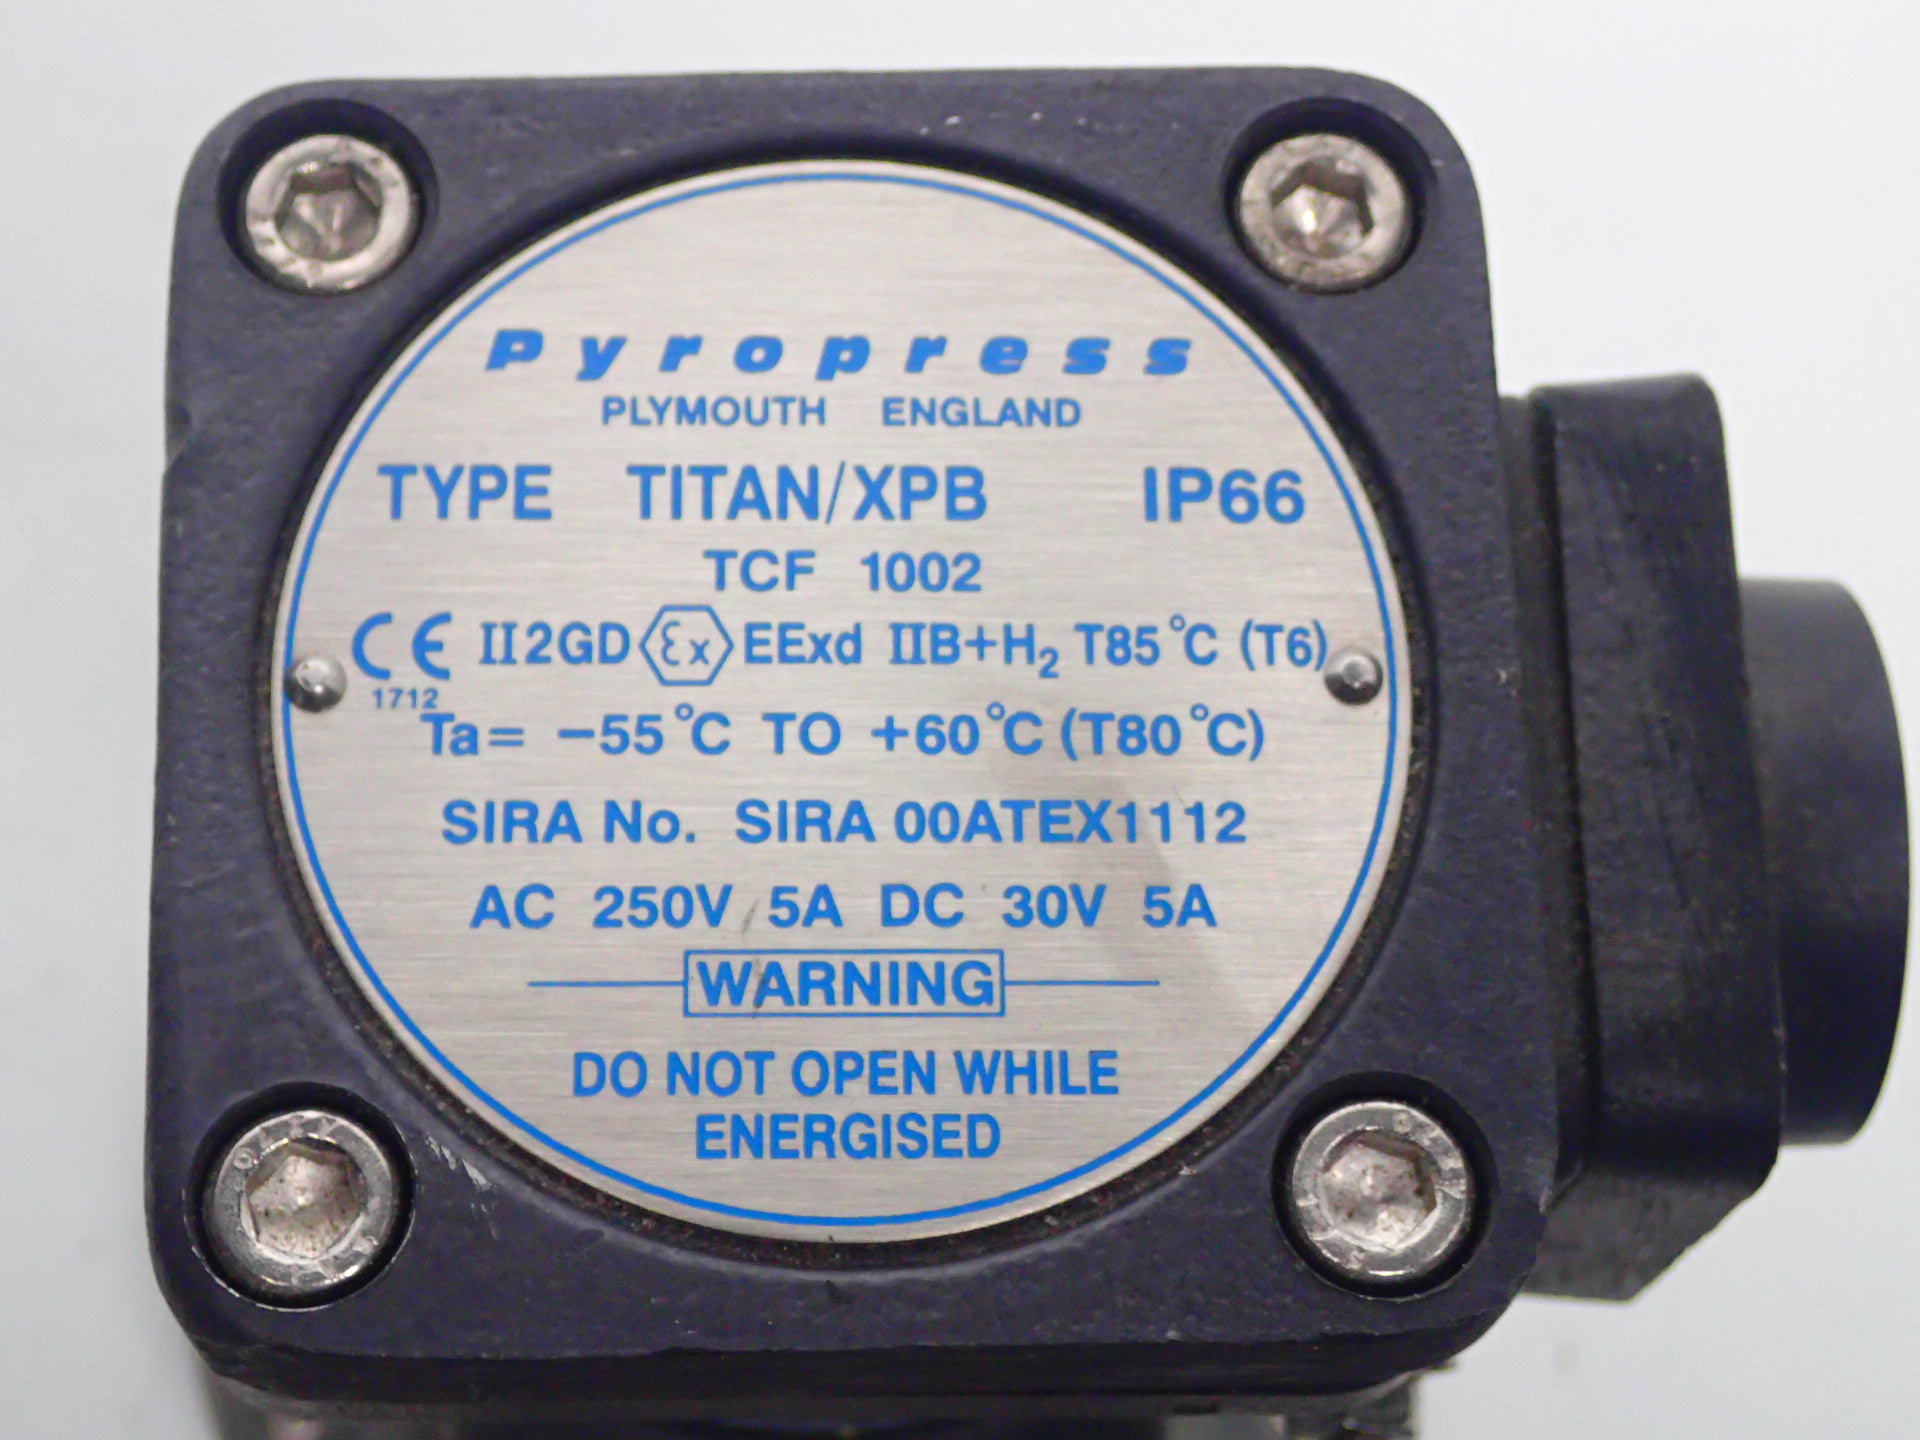 Pyropress
PLYMOUTH ENGLAND
TYPE TITAN/XPB IP66
TCF 1002
CE II2GD Ex EExd IIB+H₂ T85°C (T6)
1712
Ta= -55°C TO +60°C (T80°C)
SIRA No. SIRA 00ATEX1112
AC 250V 5A DC 30V 5A
WARNING
DO NOT OPEN WHILE
ENERGISED